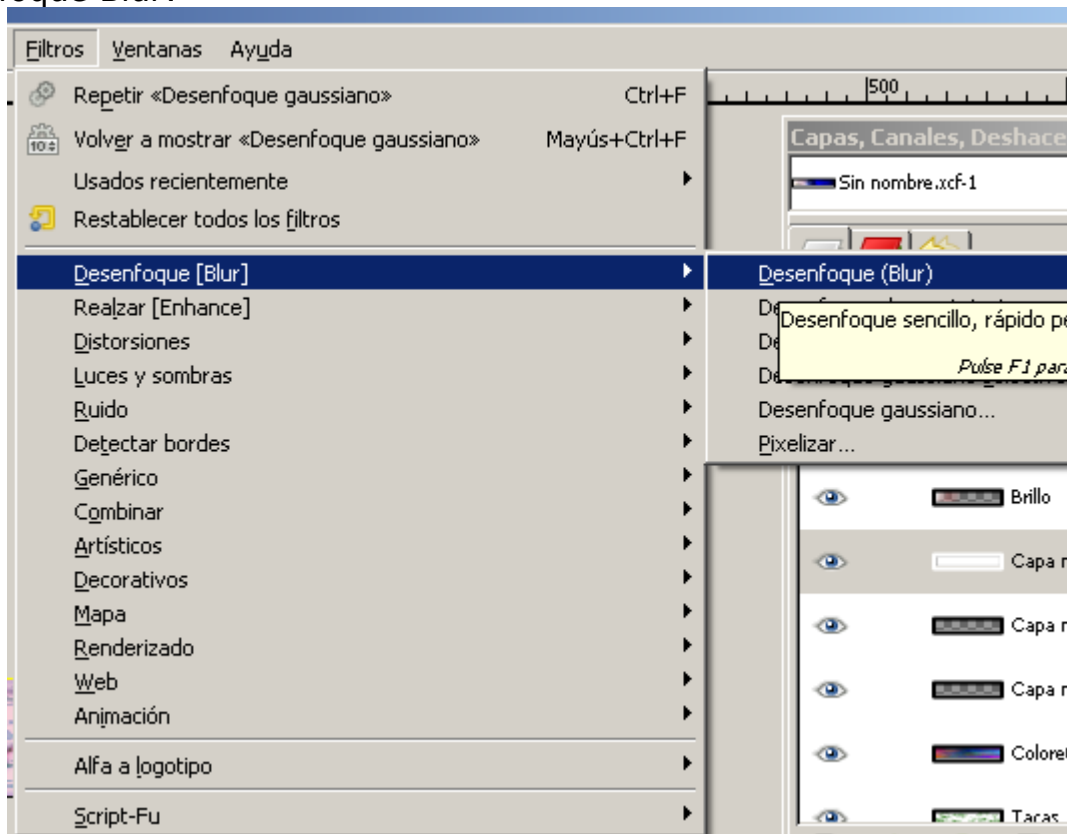 Filtros Ventanas Ayuda
Repetir «Desenfoque gaussiano» Ctrl+F
Volver a mostrar «Desenfoque gaussiano» Mayús+Ctrl+F
Usados recientemente
Restablecer todos los filtros
Desenfoque [Blur]
Realzar [Enhance]
Distorsiones
Luces y sombras
Ruido
Detectar bordes
Genérico
Combinar
Artísticos
Decorativos
Mapa
Renderizado
Web
Animación
Alfa a logotipo
Script-Fu
500
Capas, Canales, Deshace
Sin nombre.xcf-1
Desenfoque (Blur)
Desenfoque sencillo, rápido pe
Pulse F1 para
Desenfoque gaussiano...
Pixelizar...
Brillo
Capa
Capa
Capa
Colore
Tacas